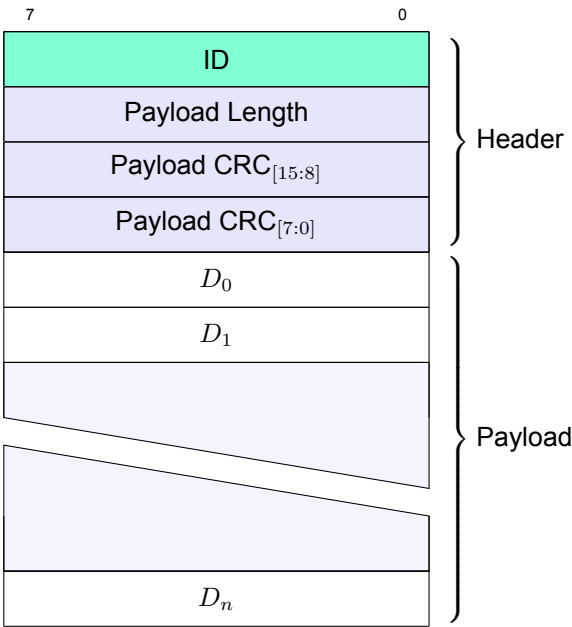 7 0
ID
Payload Length
Header
Payload CRC[15:8]
Payload CRC[7:0]
D0
D1
Payload
Dn